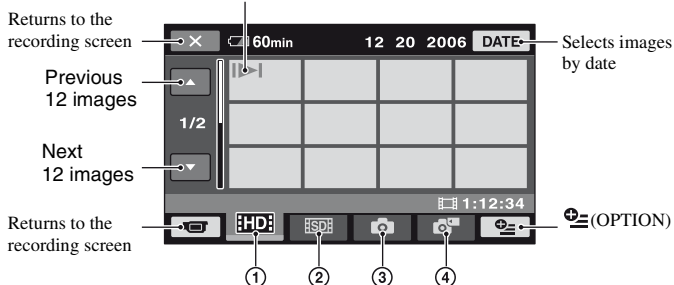 Returns to the
recording screen
60min
12 20 2006
DATE
Selects images
by date
Previous
12 images
1/2
Next
12 images
1:12:34
Returns to the
recording screen
HD
SD
(OPTION)
1
2
3
4